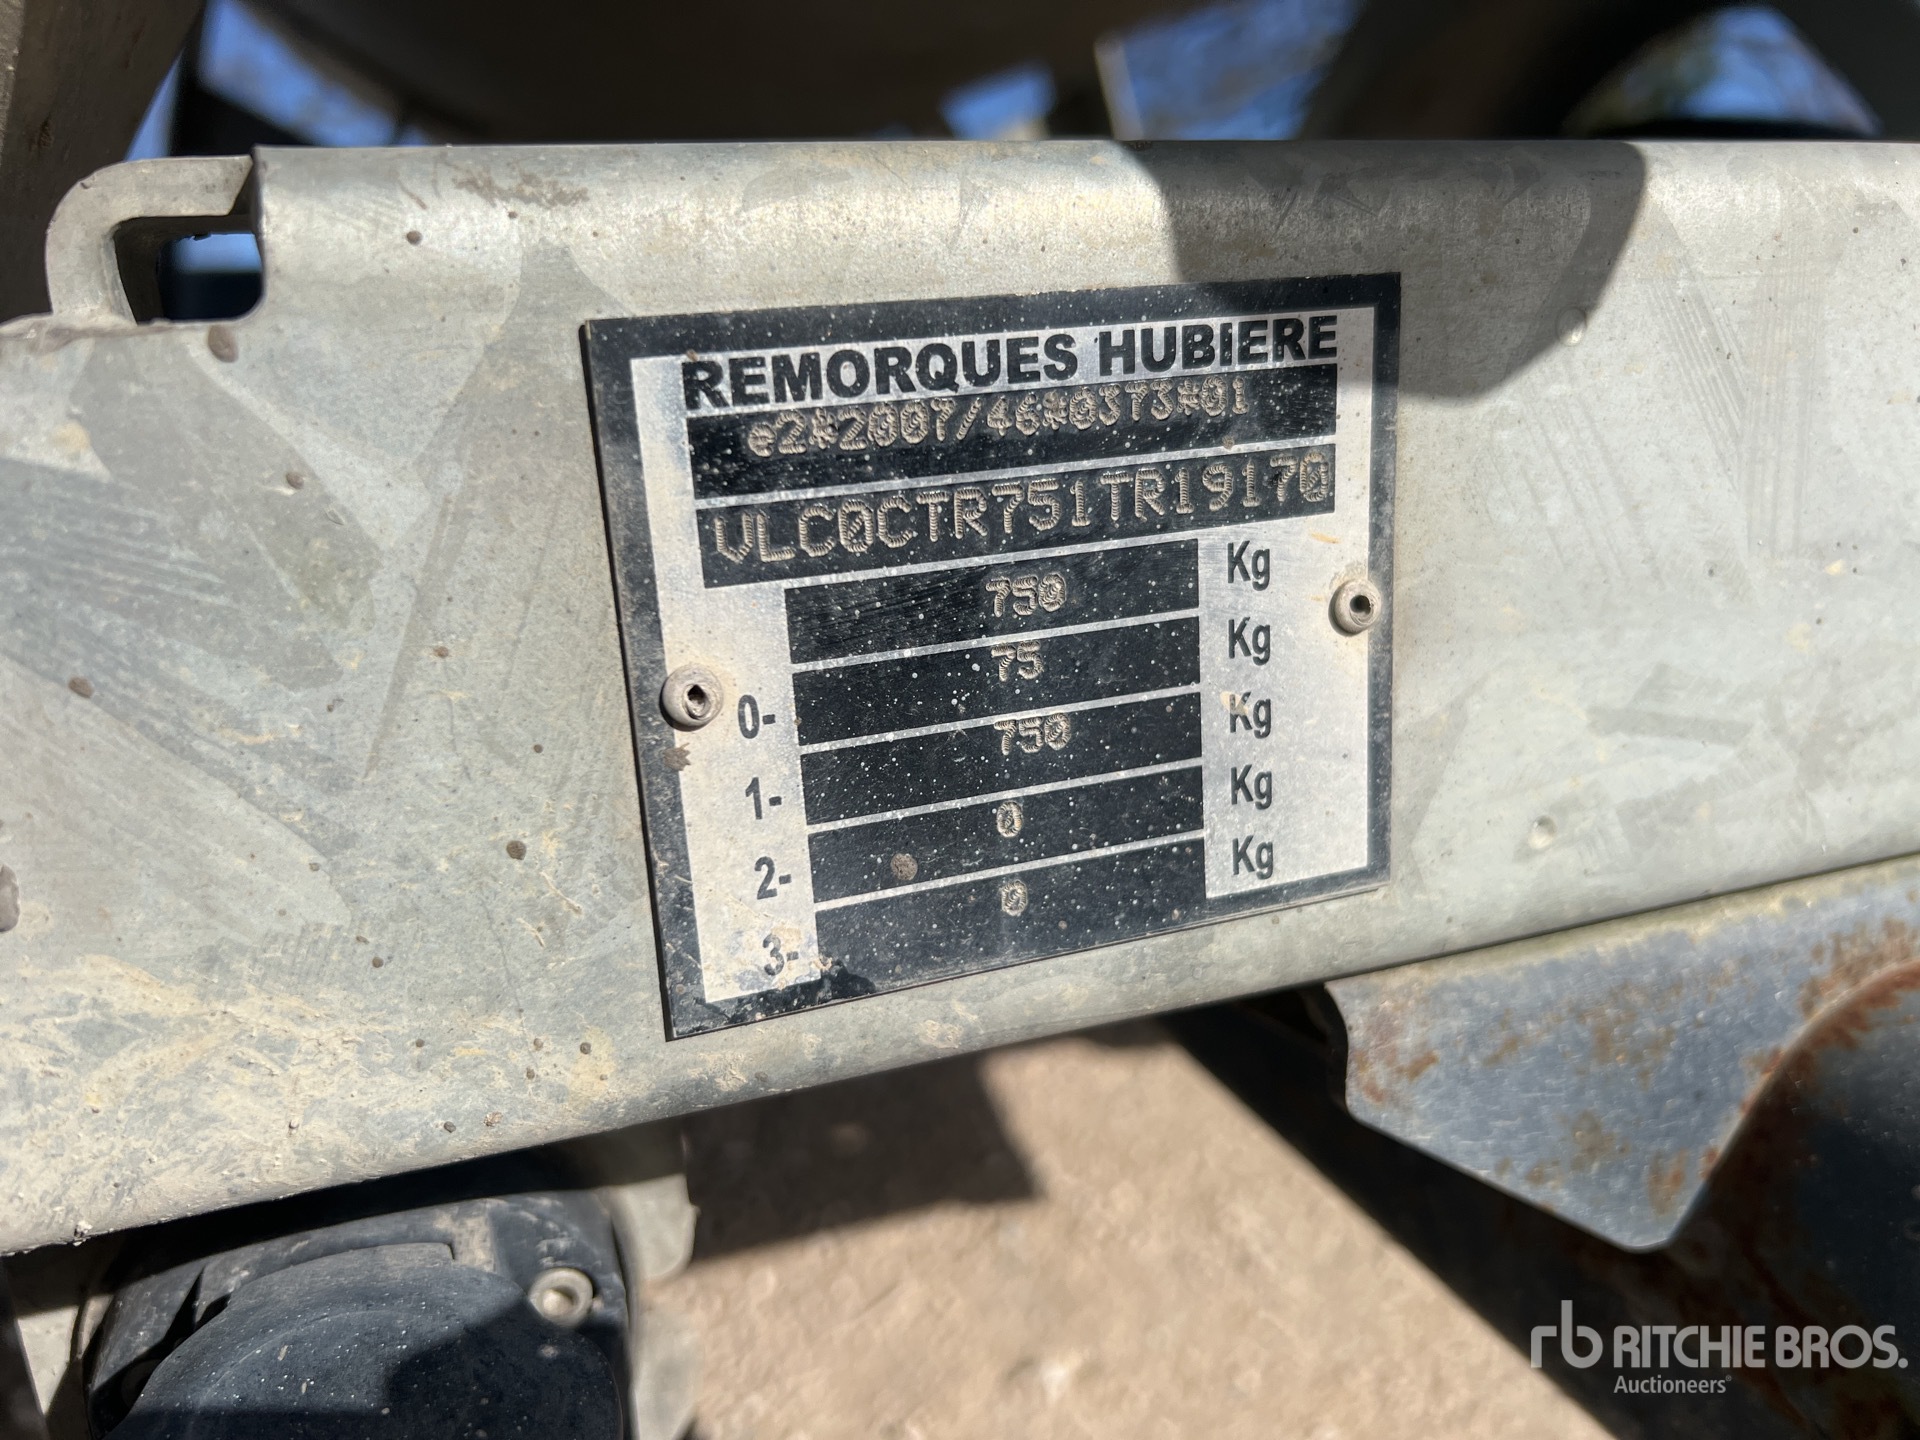 REMORQUES HUBIERE
e2*2007/46*0373*01
VLC0CTR751TR19170
750 Kg
0- 75 Kg
1- 750 Kg
2- 0 Kg
3- 0 Kg
rb RITCHIE BROS.
Auctioneers